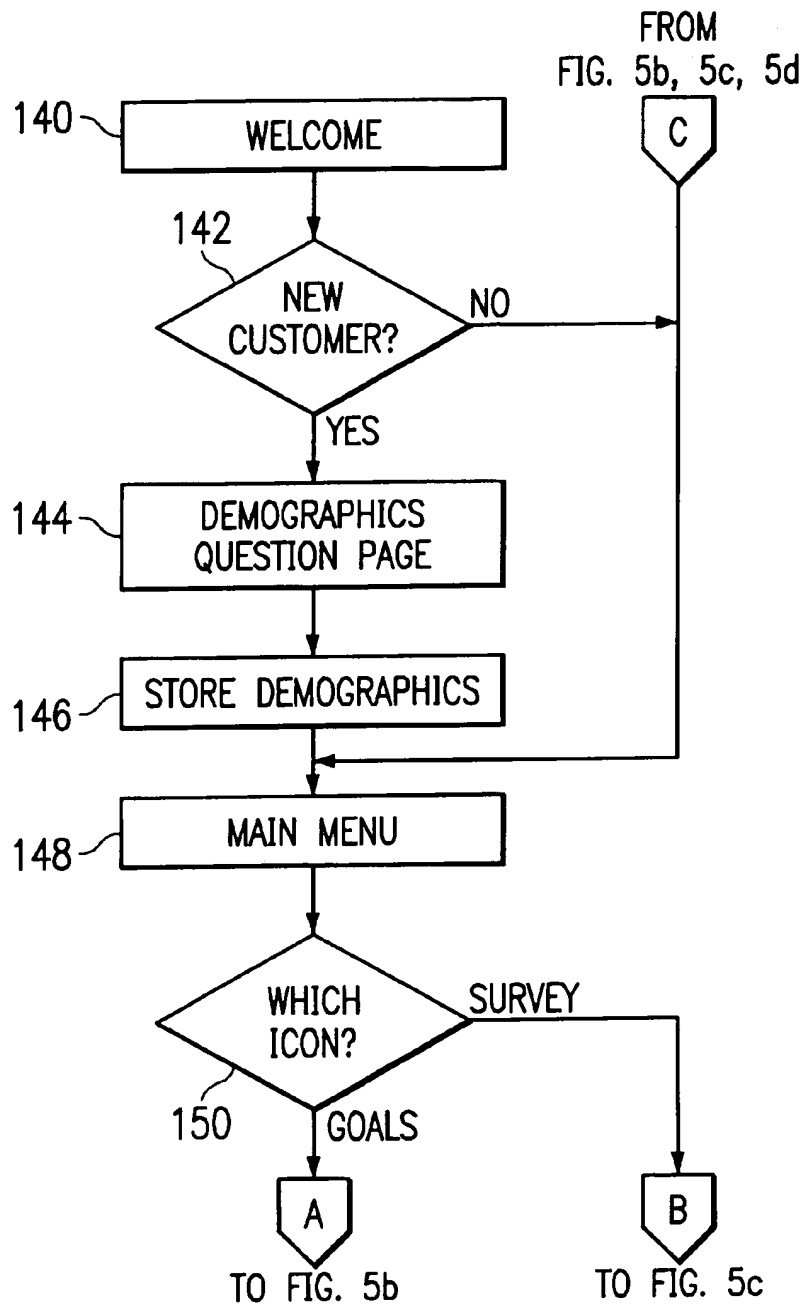 FROM
FIG. 5b, 5c, 5d
C
140
WELCOME
142
NEW
CUSTOMER?
NO
YES
144
DEMOGRAPHICS
QUESTION PAGE
146
STORE DEMOGRAPHICS
148
MAIN MENU
WHICH
ICON?
SURVEY
150
GOALS
A
B
TO FIG. 5b
TO FIG. 5c